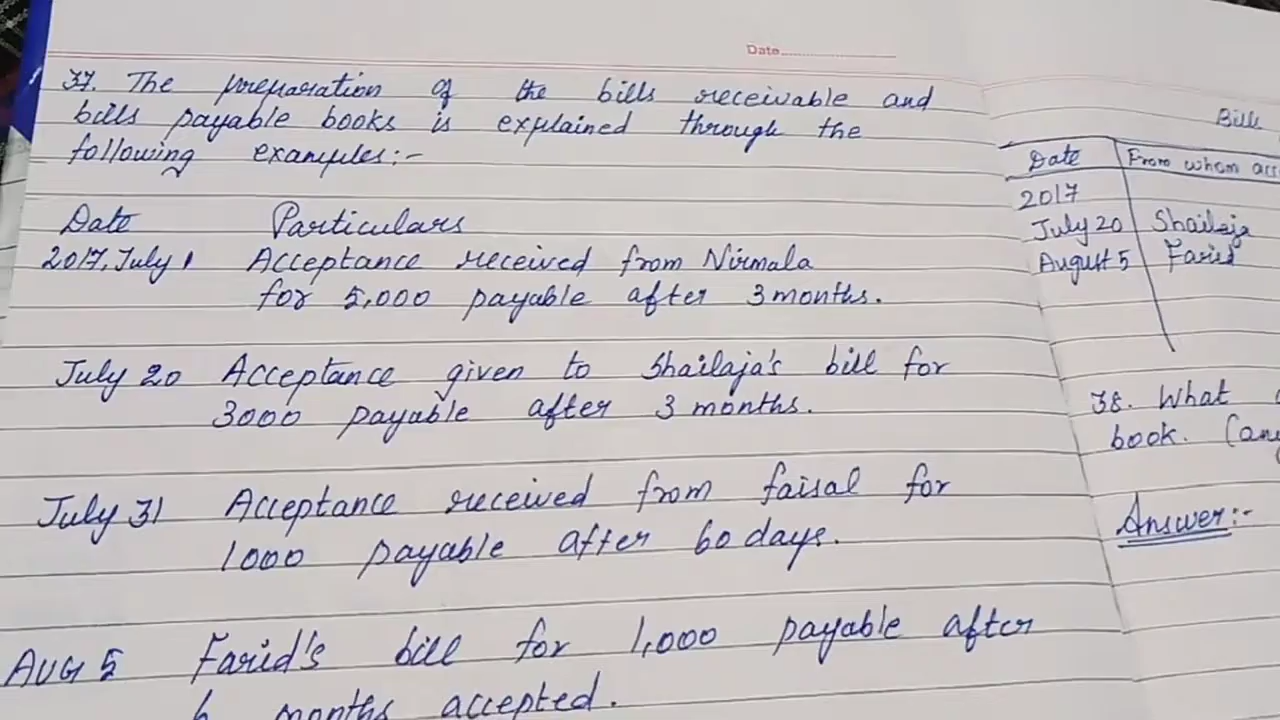 Date
37. The preparation of the bills receivable and
bills payable books is explained through the
following examples:-
Date Particulars
2017, July 1 Acceptance received from Nirmala
for 5,000 payable after 3 months.
July 20 Acceptance given to Shailaja's bill for
3000 payable after 3 months.
July 31 Acceptance received from faisal for
1000 payable after 60 days.
AUG 5 Farid's bill for 1,000 payable after
6 months accepted.
Bills
Date From whom acc
2017
July 20 Shailaja
August 5 Farid
38. What
book.
Answer:-